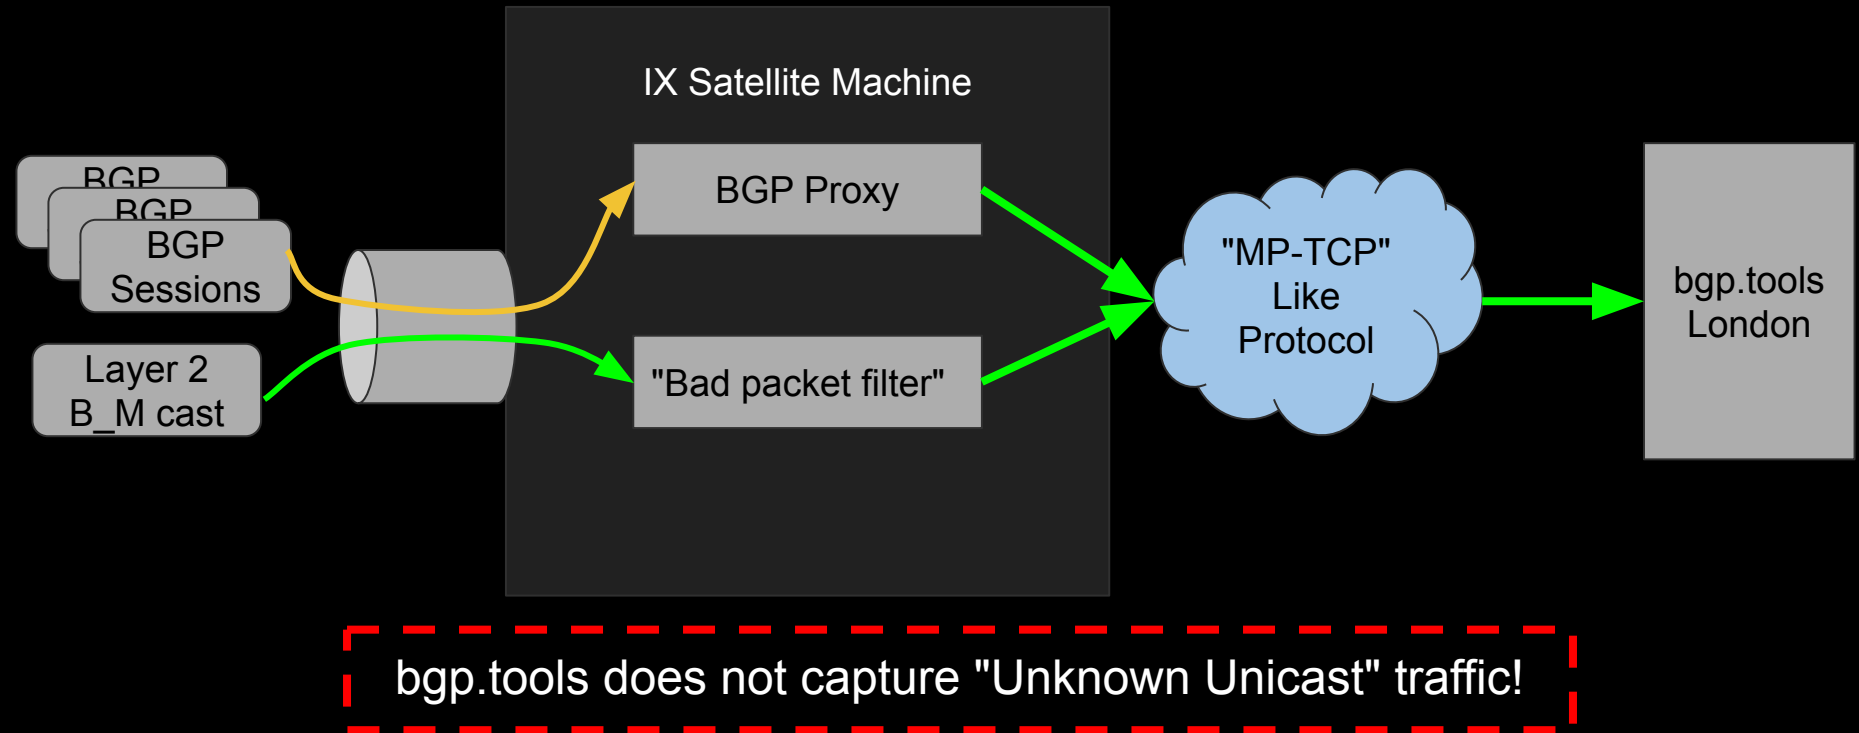 IX Satellite Machine
BGP
BGP
BGP
Sessions
Layer 2
B_M cast
BGP Proxy
"Bad packet filter"
"MP-TCP"
Like
Protocol
bgp.tools
London
bgp.tools does not capture "Unknown Unicast" traffic!